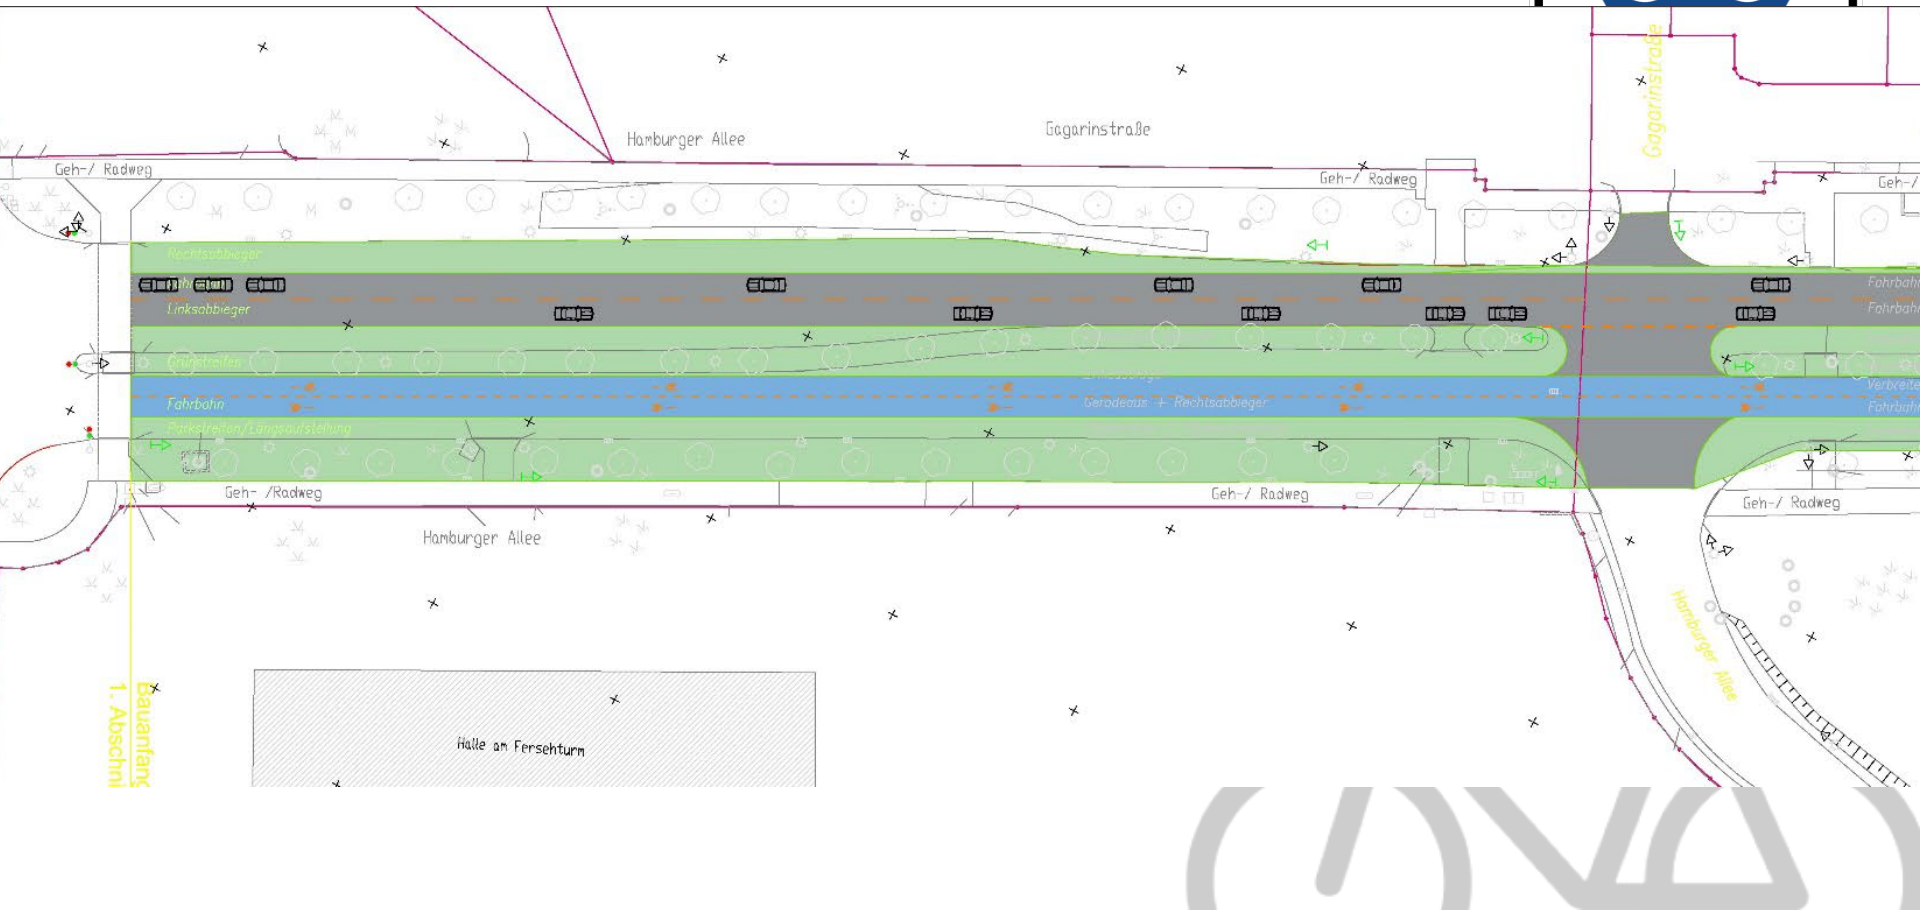 Gagarinstraße
Hamburger Allee
Gagarinstraße
Geh-/ Radweg
Geh-/ Radweg
Geh-/
Rechtsabbieger
Linksabbieger
Fahrbahn
Fahrbahn
Grünstreifen
Fahrbahn
Geradeaus + Rechtsabbieger
Verbreite
Fahrbahn
Parkstreifen/Längsaufstellung
Geh- /Radweg
Geh-/ Radweg
Geh-/ Radweg
Hamburger Allee
Hamburger Allee
Bauanfang
1. Abschni
Halle am Fersehturm